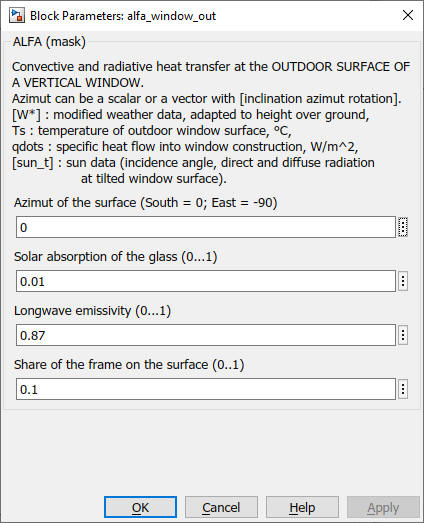 Block Parameters: alfa_window_out
ALFA (mask)
Convective and radiative heat transfer at the OUTDOOR SURFACE OF
A VERTICAL WINDOW.
Azimut can be a scalar or a vector with [inclination azimut rotation].
[W*] : modified weather data, adapted to height over ground,
Ts : temperature of outdoor window surface, ºC,
qdots : specific heat flow into window construction, W/m^2,
[sun_t] : sun data (incidence angle, direct and diffuse radiation
at tilted window surface).
Azimut of the surface (South = 0; East = -90)
0
Solar absorption of the glass (0...1)
0.01
Longwave emissivity (0...1)
0.87
Share of the frame on the surface (0..1)
0.1
OK Cancel Help Apply